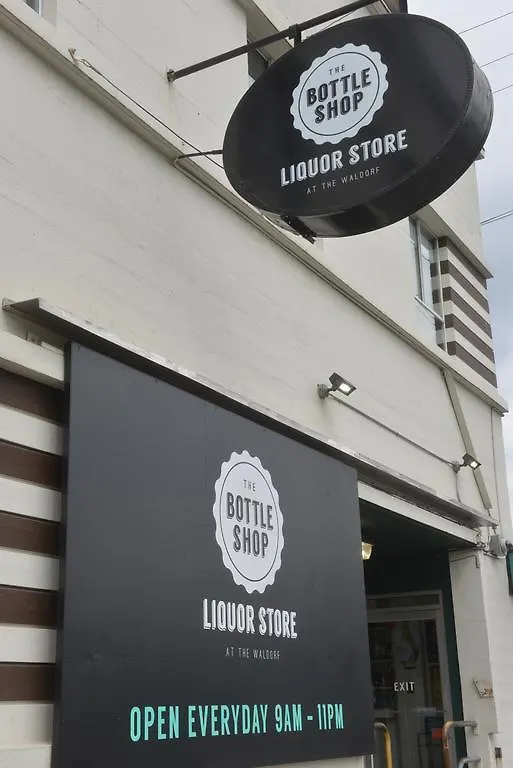 THE
BOTTLE
SHOP
LIQUOR STORE
AT THE WALDORF
THE
BOTTLE
SHOP
LIQUOR STORE
AT THE WALDORF
OPEN EVERYDAY 9AM - 11PM
EXIT